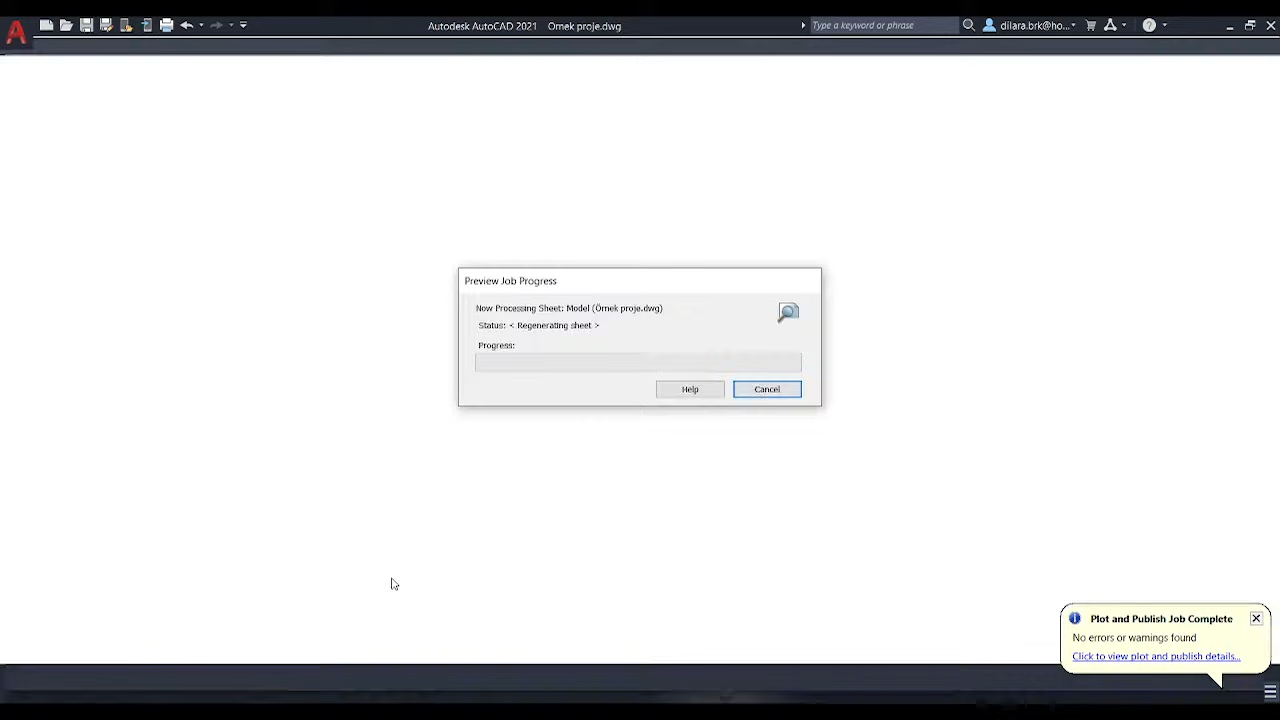 Autodesk AutoCAD 2021 Örnek proje.dwg
Type a keyword or phrase
dilara.brk@ho...
Preview Job Progress
Now Processing Sheet: Model (Örnek proje.dwg)
Status: < Regenerating sheet >
Progress:
Help
Cancel
Plot and Publish Job Complete
No errors or warnings found
Click to view plot and publish details...